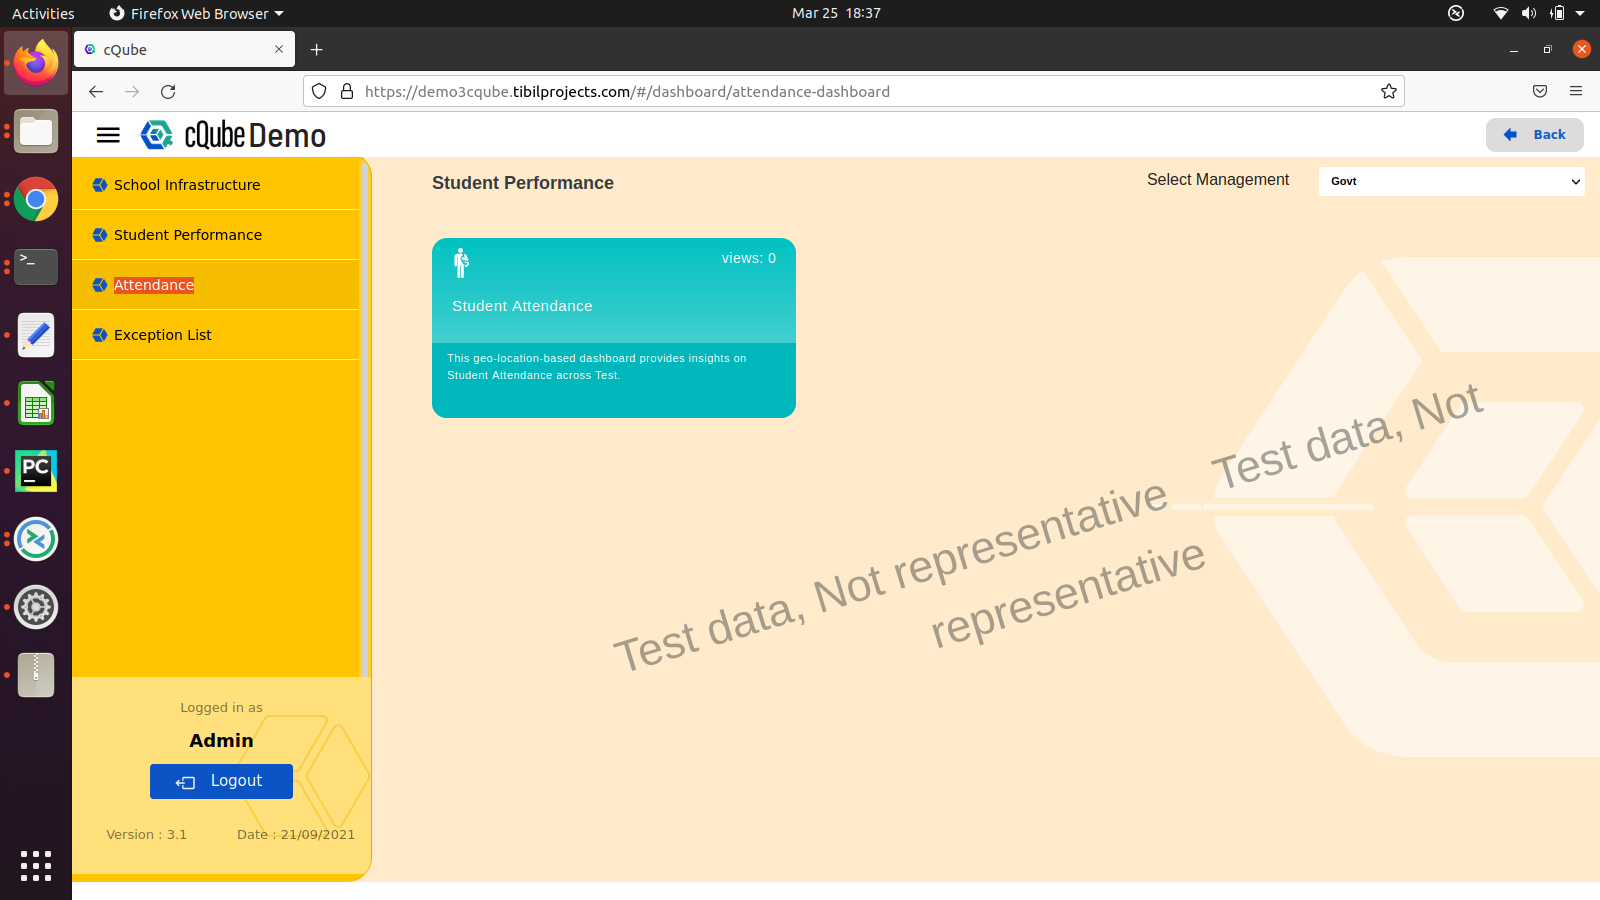 Activities
Firefox Web Browser
Mar 25 18:37
cQube
https://demo3cqube.tibilprojects.com/#/dashboard/attendance-dashboard
cQube Demo
Back
School Infrastructure
Student Performance
Attendance
Exception List
Student Performance
Select Management
Govt
views: 0
Student Attendance
This geo-location-based dashboard provides insights on
Student Attendance across Test.
Test data, Not representative
Test data, Not
representative
>_
PC
Logged in as
Admin
Logout
Version : 3.1
Date : 21/09/2021